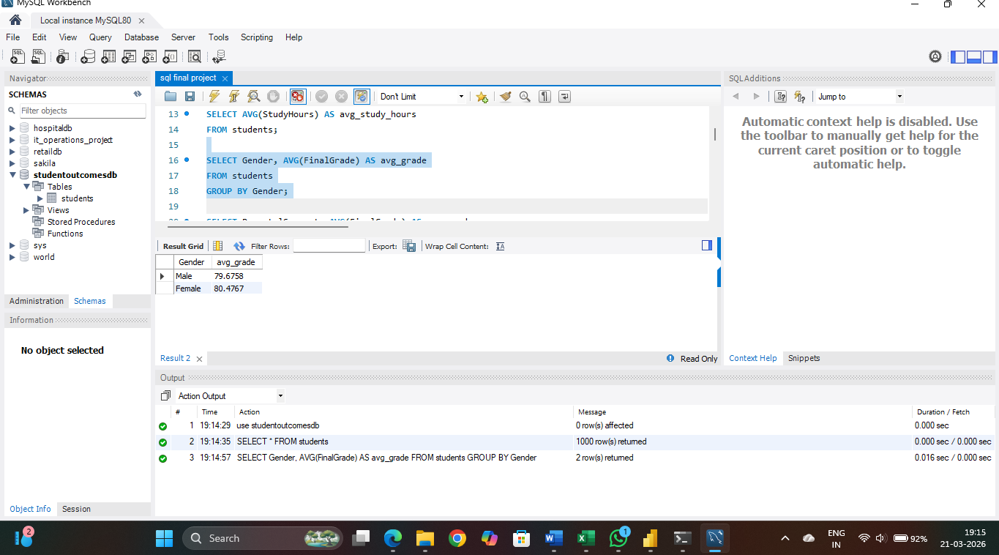 MySQL Workbench
Local instance MySQL80
File Edit View Query Database Server Tools Scripting Help
Navigator
SCHEMAS
Filter objects
hospitaldb
it_operations_project
retaildb
sakila
studentoutcomesdb
Tables
students
Views
Stored Procedures
Functions
sys
world
Administration Schemas
Information
No object selected
Object Info Session
sql final project
Don't Limit
13 SELECT AVG(StudyHours) AS avg_study_hours
14 FROM students;
15
16 SELECT Gender, AVG(FinalGrade) AS avg_grade
17 FROM students
18 GROUP BY Gender;
19
Result Grid Filter Rows: Export: Wrap Cell Content:
Gender avg_grade
Male 79.6758
Female 80.4767
Result 2 Read Only
SQLAdditions
Jump to
Automatic context help is disabled. Use
the toolbar to manually get help for the
current caret position or to toggle
automatic help.
Context Help Snippets
Output
Action Output
# Time Action Message Duration / Fetch
1 19:14:29 use studentoutcomesdb 0 row(s) affected 0.000 sec
2 19:14:35 SELECT * FROM students 1000 row(s) returned 0.000 sec / 0.000 sec
3 19:14:57 SELECT Gender, AVG(FinalGrade) AS avg_grade FROM students GROUP BY Gender 2 row(s) returned 0.016 sec / 0.000 sec
2
Search
1
ENG
IN
92%
19:15
21-03-2026